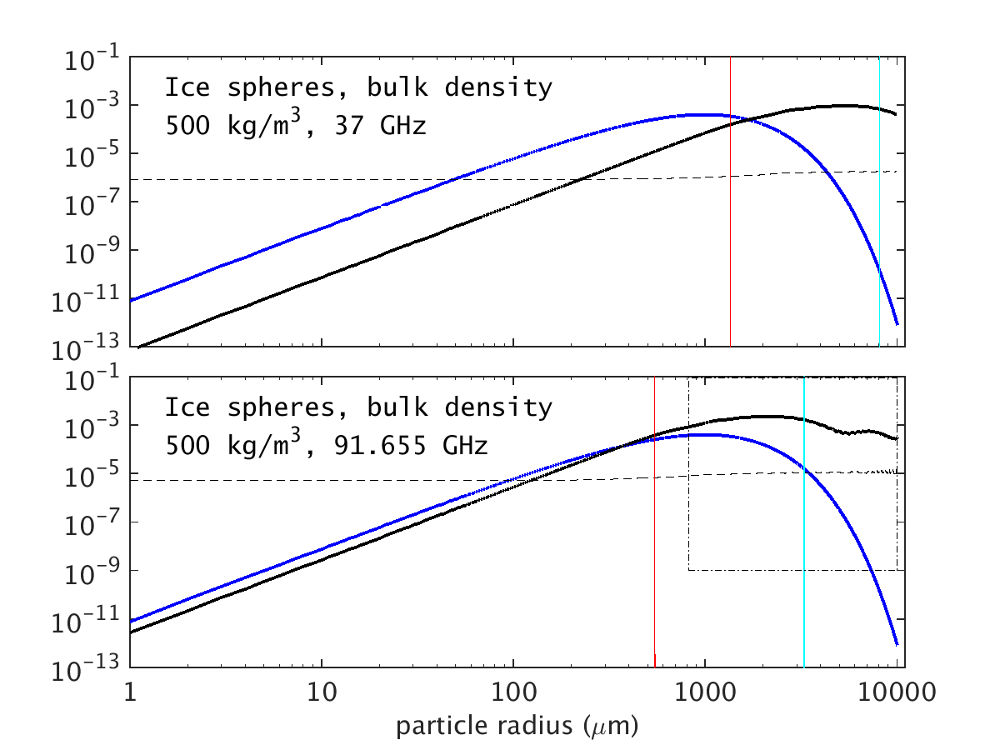 10⁻¹
Ice spheres, bulk density
10⁻³
500 kg/m³, 37 GHz
10⁻⁵
10⁻⁷
10⁻⁹
10⁻¹¹
10⁻¹³
10⁻¹
Ice spheres, bulk density
10⁻³
500 kg/m³, 91.655 GHz
10⁻⁵
10⁻⁷
10⁻⁹
10⁻¹¹
10⁻¹³
1 10 100 1000 10000
particle radius (μm)